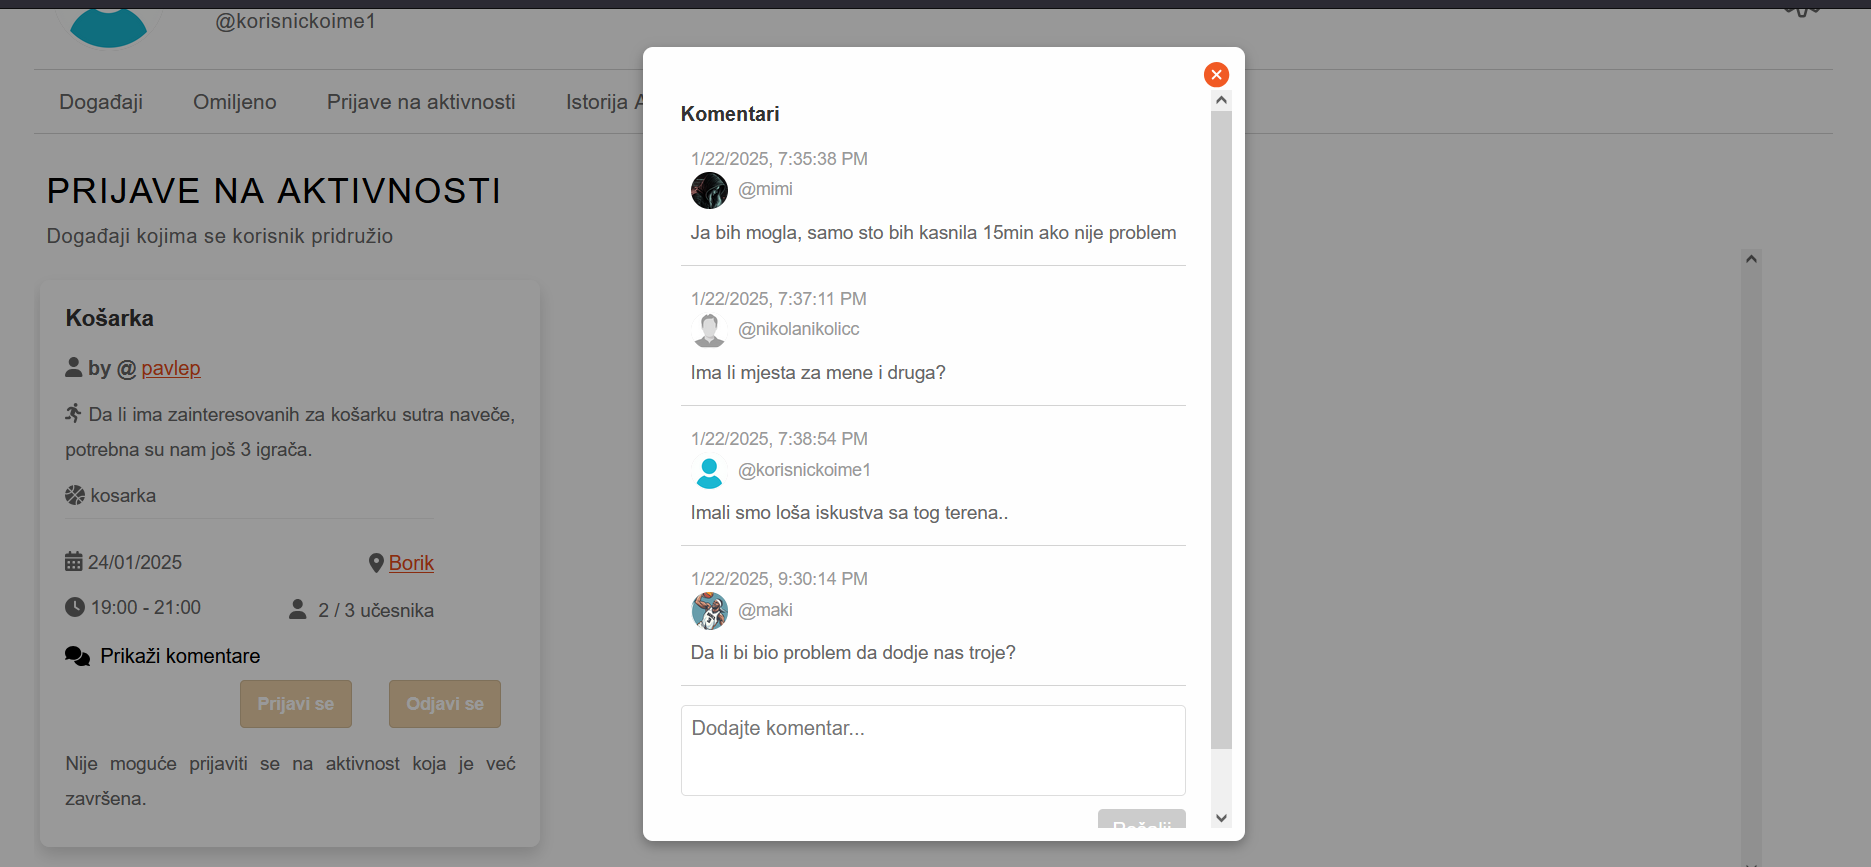 @korisnickoime1
Događaji
Omiljeno
Prijave na aktivnosti
Istorija
PRIJAVE NA AKTIVNOSTI
Događaji kojima se korisnik pridružio
Košarka
by @ pavlep
Da li ima zainteresovanih za košarku sutra naveče,
potrebna su nam još 3 igrača.
kosarka
24/01/2025
Borik
19:00 - 21:00
2 / 3 učesnika
Prikaži komentare
Prijavi se
Odjavi se
Nije moguće prijaviti se na aktivnost koja je već
završena.
Komentari
1/22/2025, 7:35:38 PM
@mimi
Ja bih mogla, samo sto bih kasnila 15min ako nije problem
1/22/2025, 7:37:11 PM
@nikolanikolicc
Ima li mjesta za mene i druga?
1/22/2025, 7:38:54 PM
@korisnickoime1
Imali smo loša iskustva sa tog terena..
1/22/2025, 9:30:14 PM
@maki
Da li bi bio problem da dodje nas troje?
Dodajte komentar...